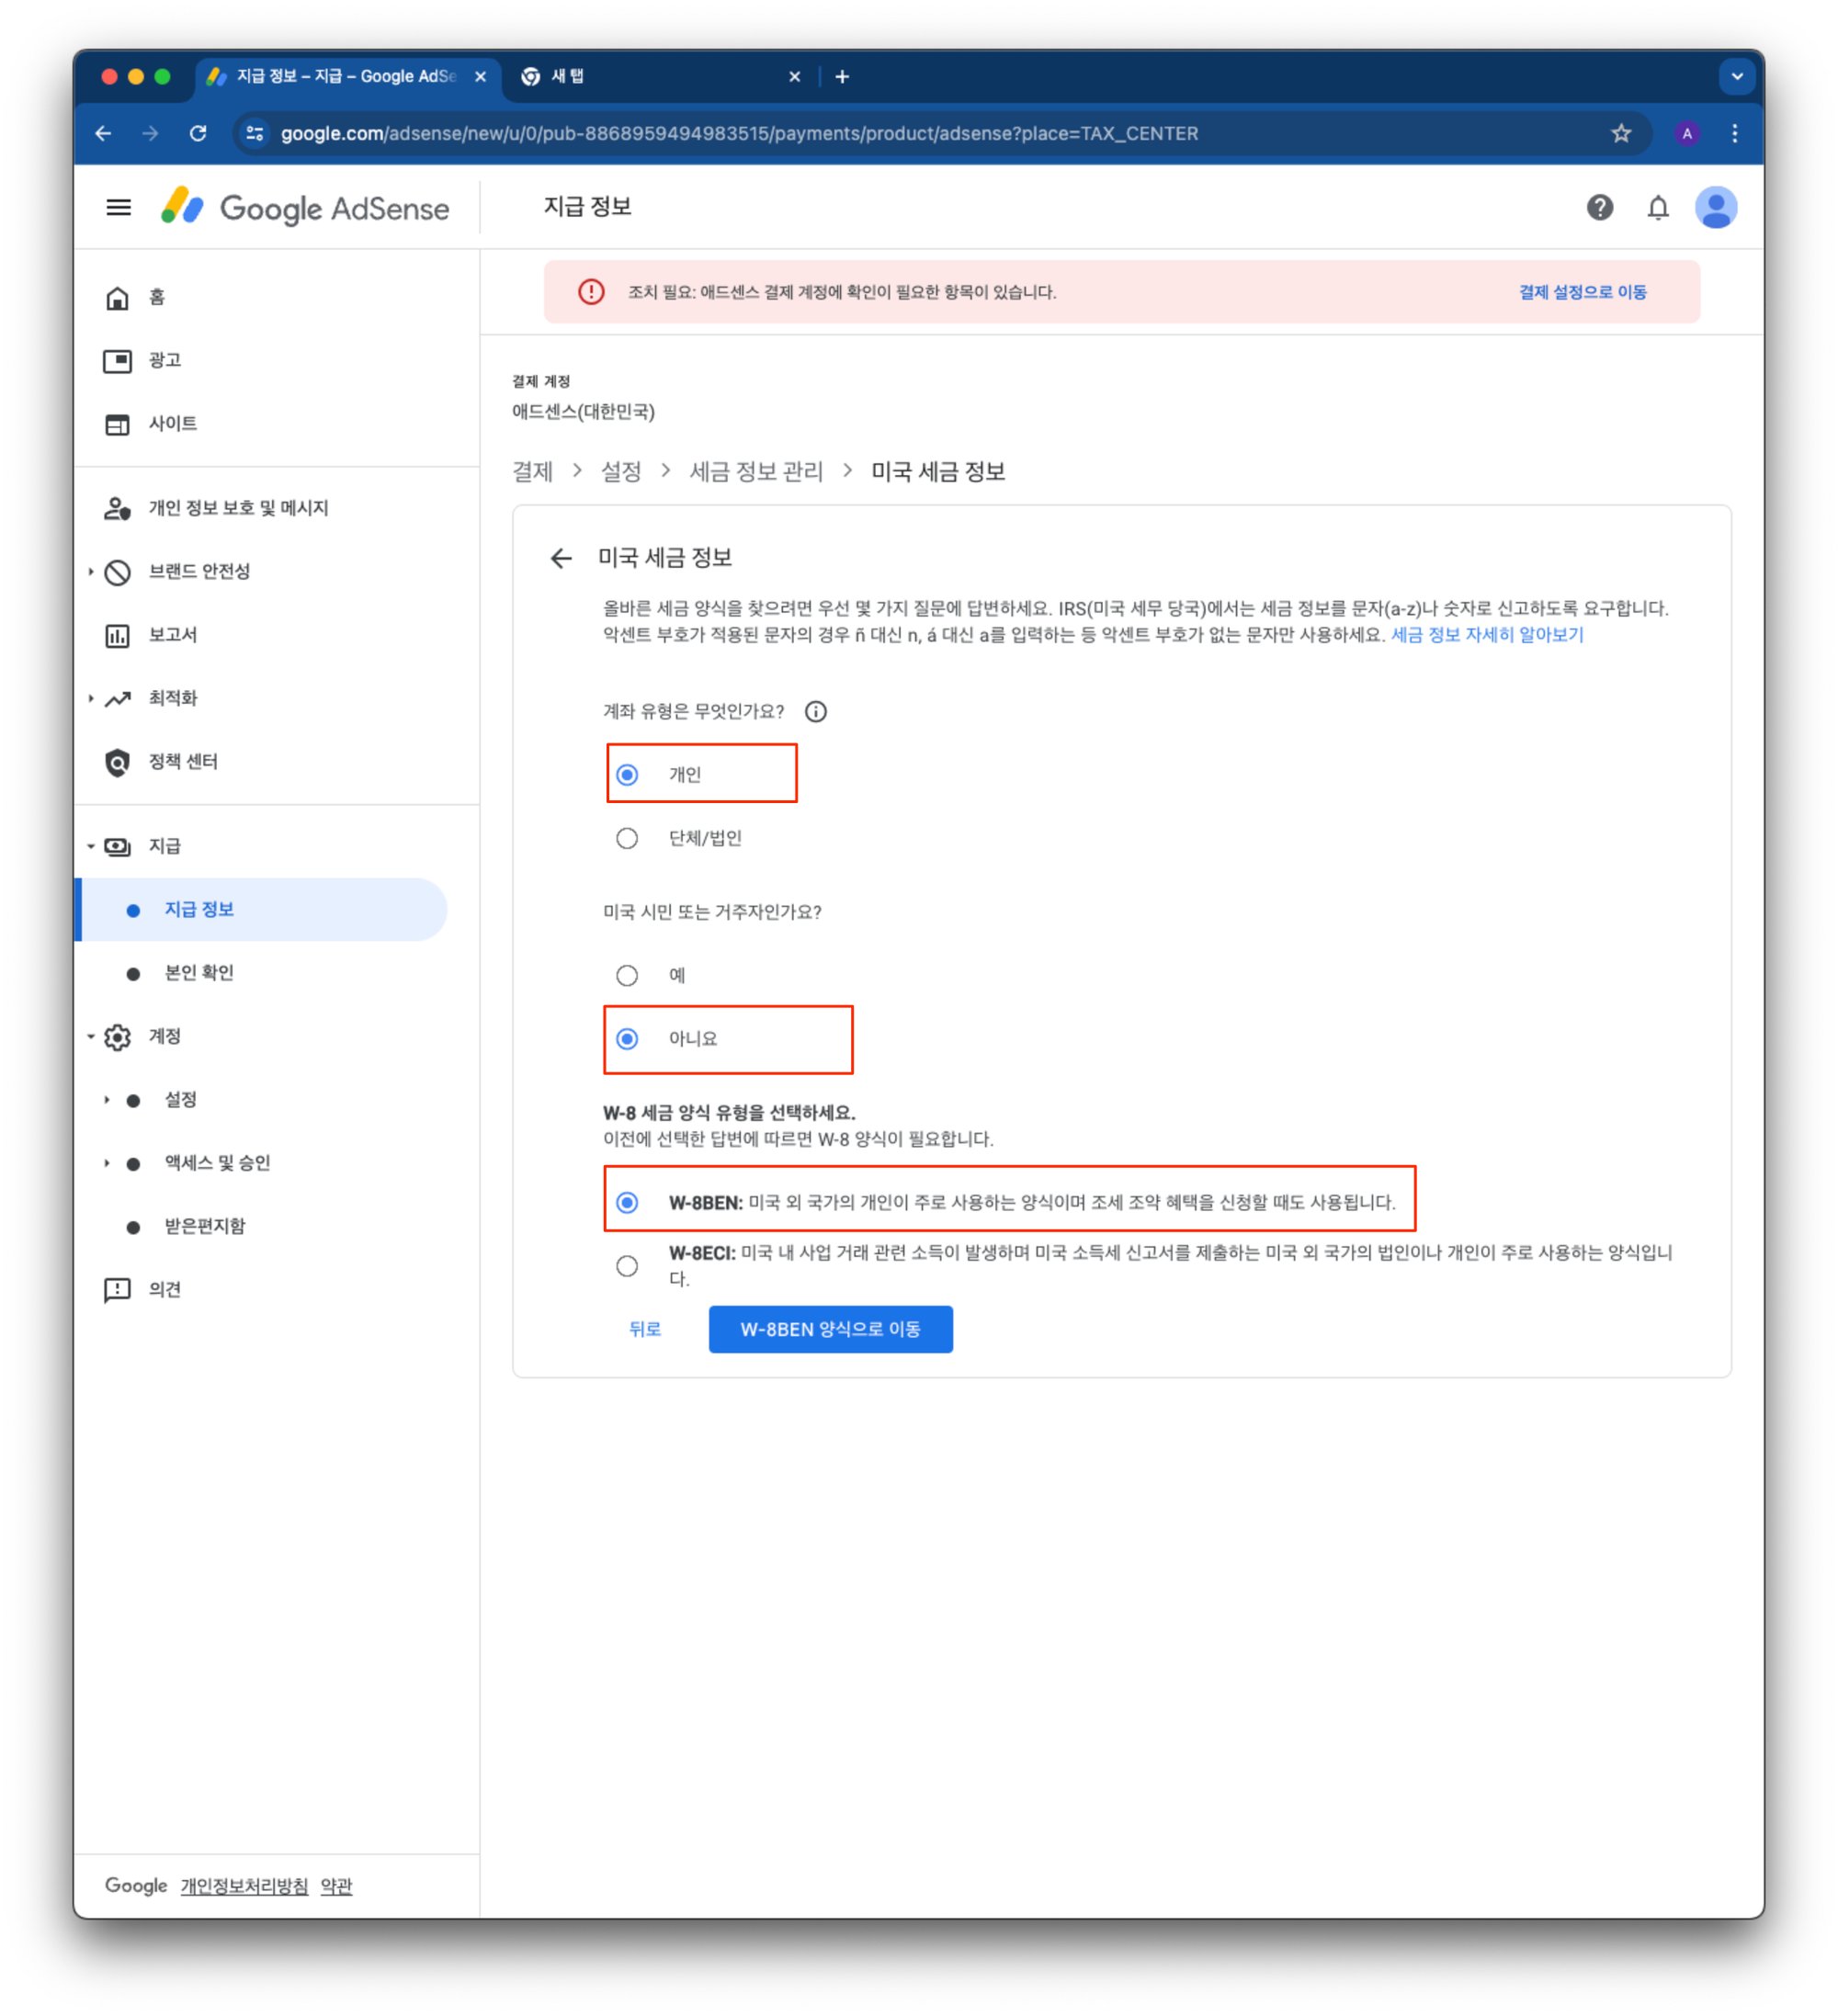 지급 정보 – 지급 – Google AdSe
새 탭
google.com/adsense/new/u/0/pub-8868959494983515/payments/product/adsense?place=TAX_CENTER
A
Google AdSense
지급 정보
홈
광고
사이트
개인 정보 보호 및 메시지
브랜드 안전성
보고서
최적화
정책 센터
지급
지급 정보
본인 확인
계정
설정
액세스 및 승인
받은편지함
의견
Google 개인정보처리방침 약관
조치 필요: 애드센스 결제 계정에 확인이 필요한 항목이 있습니다.
결제 설정으로 이동
결제 계정
애드센스(대한민국)
결제 > 설정 > 세금 정보 관리 > 미국 세금 정보
미국 세금 정보
올바른 세금 양식을 찾으려면 우선 몇 가지 질문에 답변하세요. IRS(미국 세무 당국)에서는 세금 정보를 문자(a-z)나 숫자로 신고하도록 요구합니다.
악센트 부호가 적용된 문자의 경우 ñ 대신 n, á 대신 a를 입력하는 등 악센트 부호가 없는 문자만 사용하세요. 세금 정보 자세히 알아보기
계좌 유형은 무엇인가요?
개인
단체/법인
미국 시민 또는 거주자인가요?
예
아니요
W-8 세금 양식 유형을 선택하세요.
이전에 선택한 답변에 따르면 W-8 양식이 필요합니다.
W-8BEN: 미국 외 국가의 개인이 주로 사용하는 양식이며 조세 조약 혜택을 신청할 때도 사용됩니다.
W-8ECI: 미국 내 사업 거래 관련 소득이 발생하며 미국 소득세 신고서를 제출하는 미국 외 국가의 법인이나 개인이 주로 사용하는 양식입니
다.
뒤로
W-8BEN 양식으로 이동